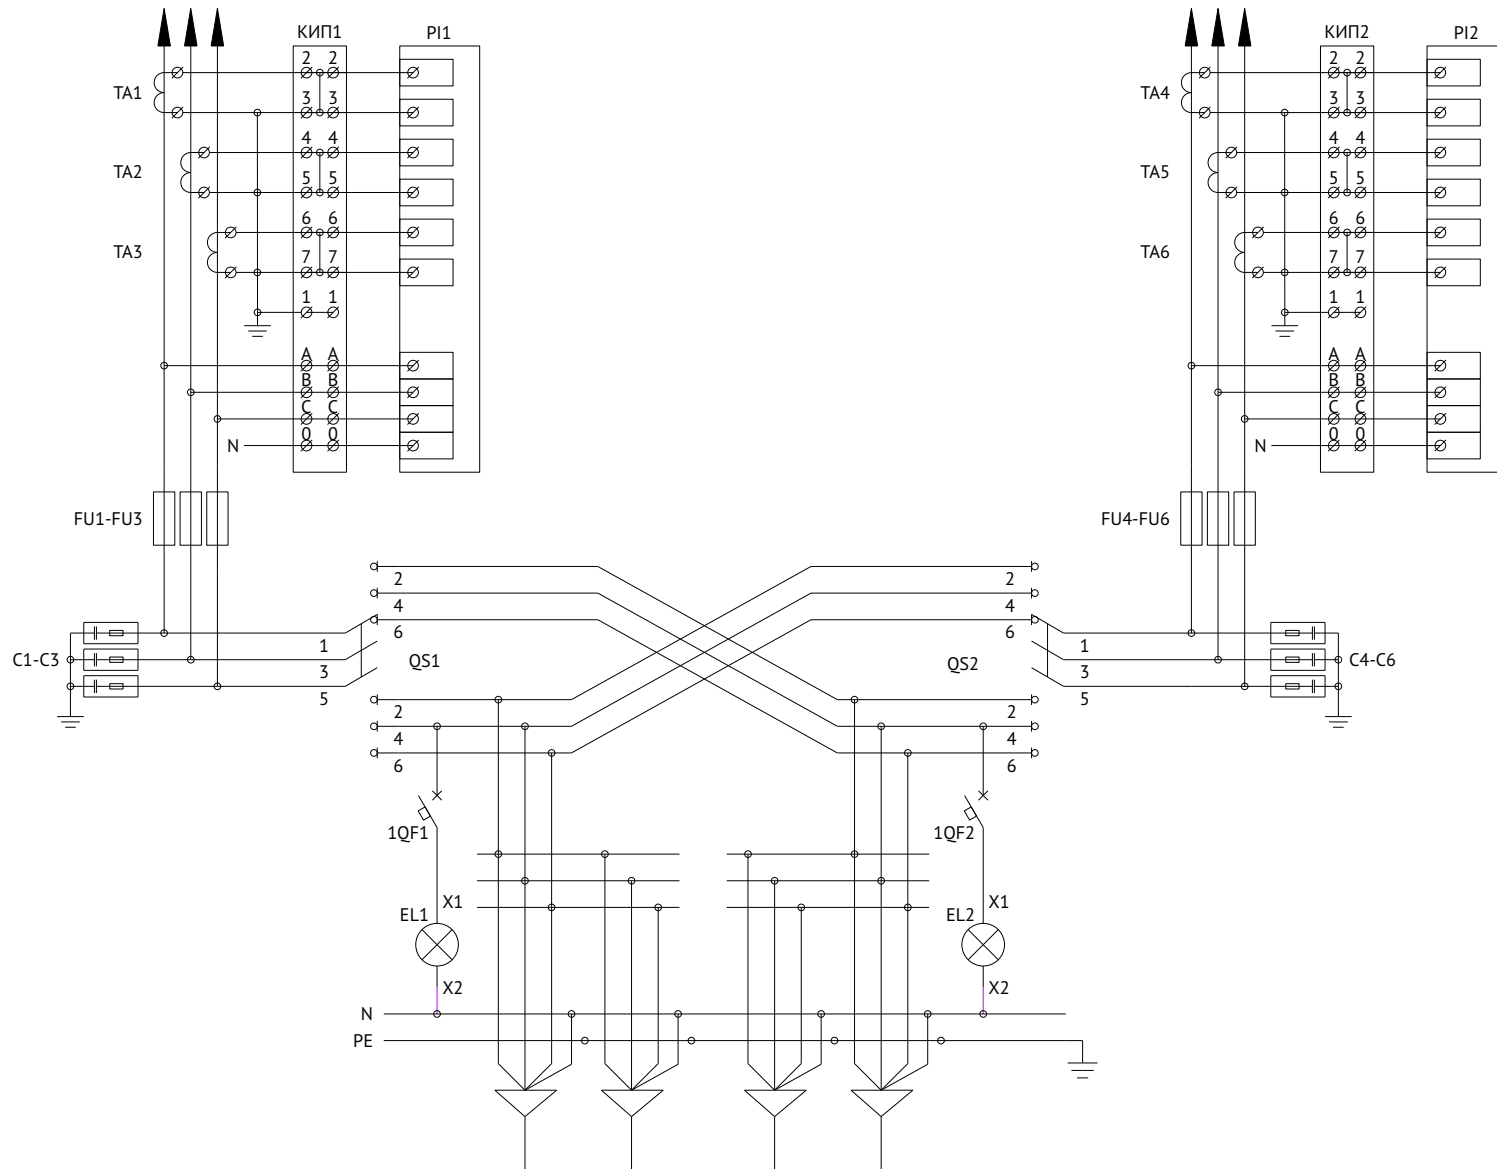 КИП1
PI1
КИП2
PI2
2 2
2 2
TA1
3 3
TA4
3 3
4 4
4 4
TA2
5 5
TA5
5 5
6 6
6 6
TA3
7 7
TA6
7 7
1 1
1 1
A A
A A
B B
B B
C C
C C
N
0 0
N
0 0
FU1-FU3
FU4-FU6
2
2
4
4
6
6
1
1
C1-C3
QS1
QS2
C4-C6
3
3
5
5
2
2
4
4
6
6
1QF1
1QF2
X1
X1
EL1
EL2
X2
X2
N
PE